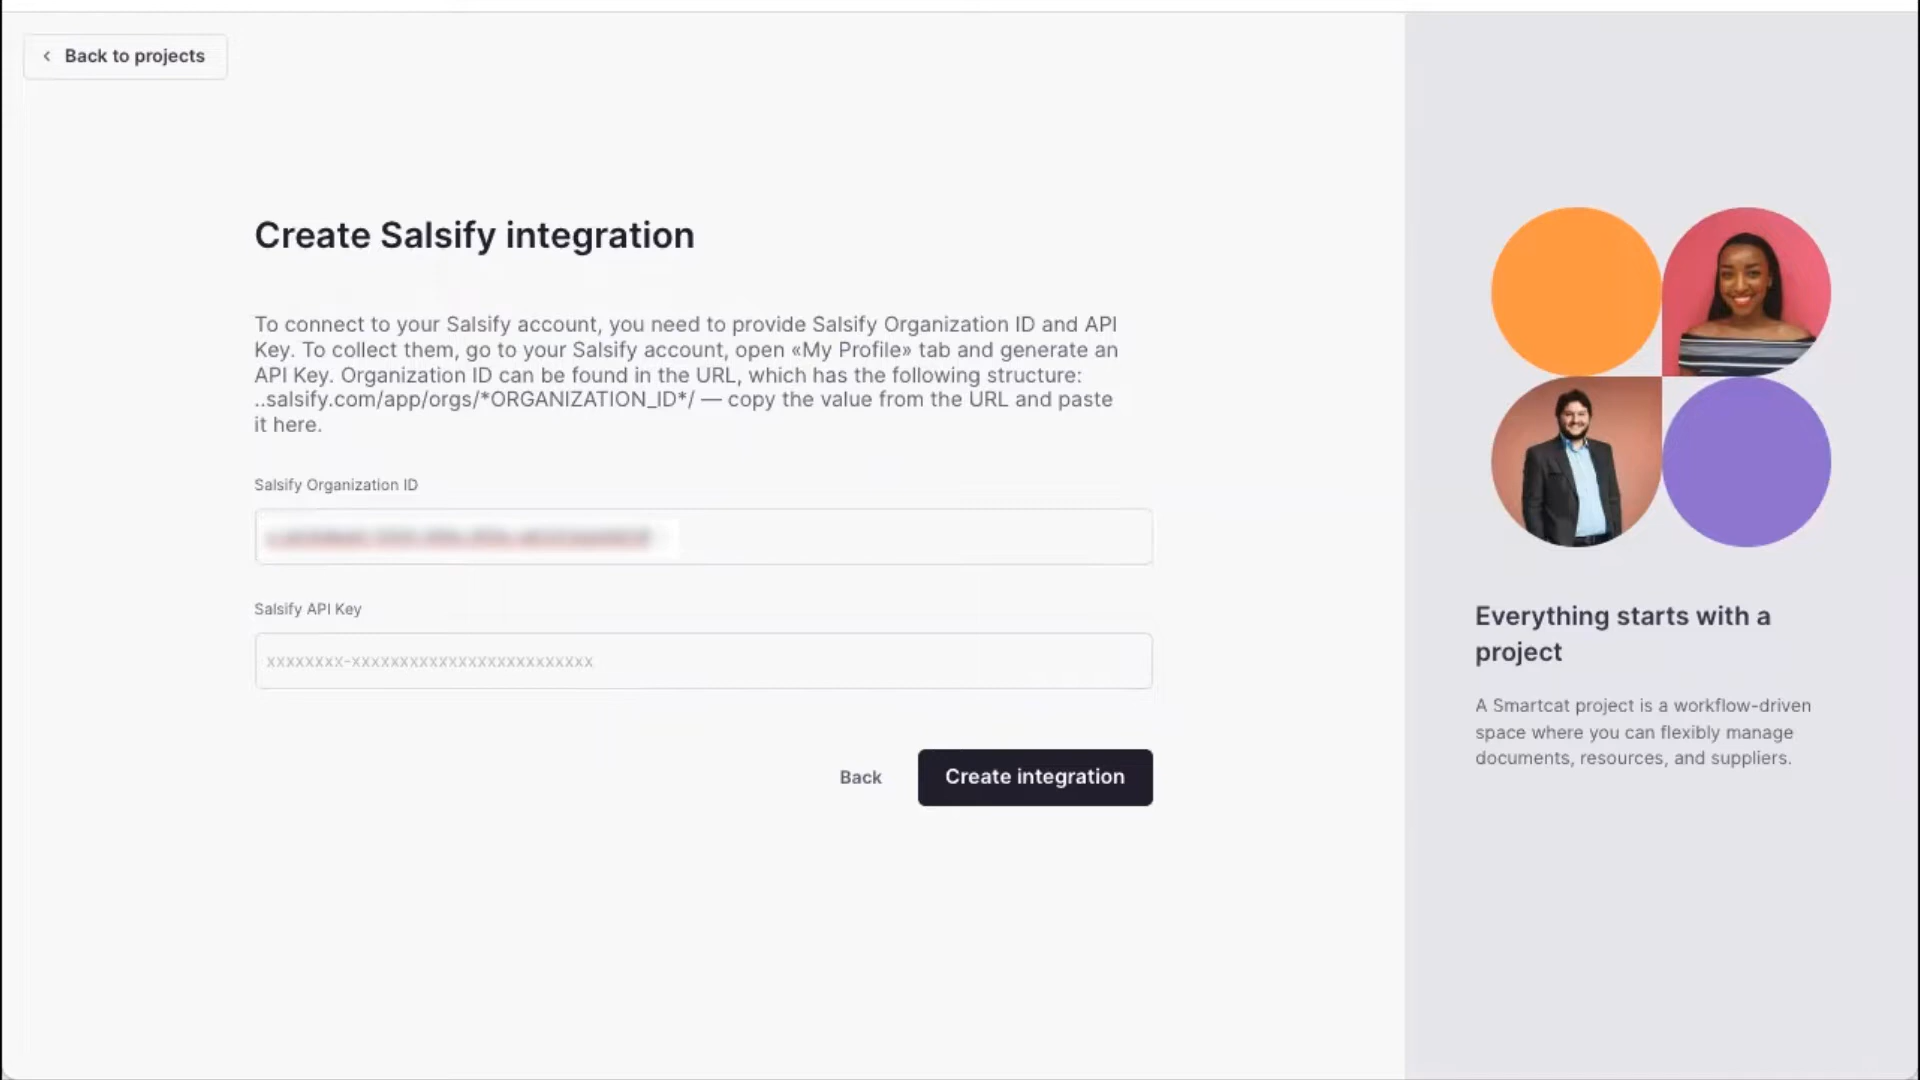 Back to projects
Create Salsify integration
To connect to your Salsify account, you need to provide Salsify Organization ID and API
Key. To collect them, go to your Salsify account, open «My Profile» tab and generate an
API Key. Organization ID can be found in the URL, which has the following structure:
..salsify.com/app/orgs/*ORGANIZATION_ID*/ — copy the value from the URL and paste
it here.
Salsify Organization ID
Salsify API Key
xxxxxxxx-xxxxxxxxxxxxxxxxxxxxxxxxx
Back
Create integration
Everything starts with a
project
A Smartcat project is a workflow-driven
space where you can flexibly manage
documents, resources, and suppliers.